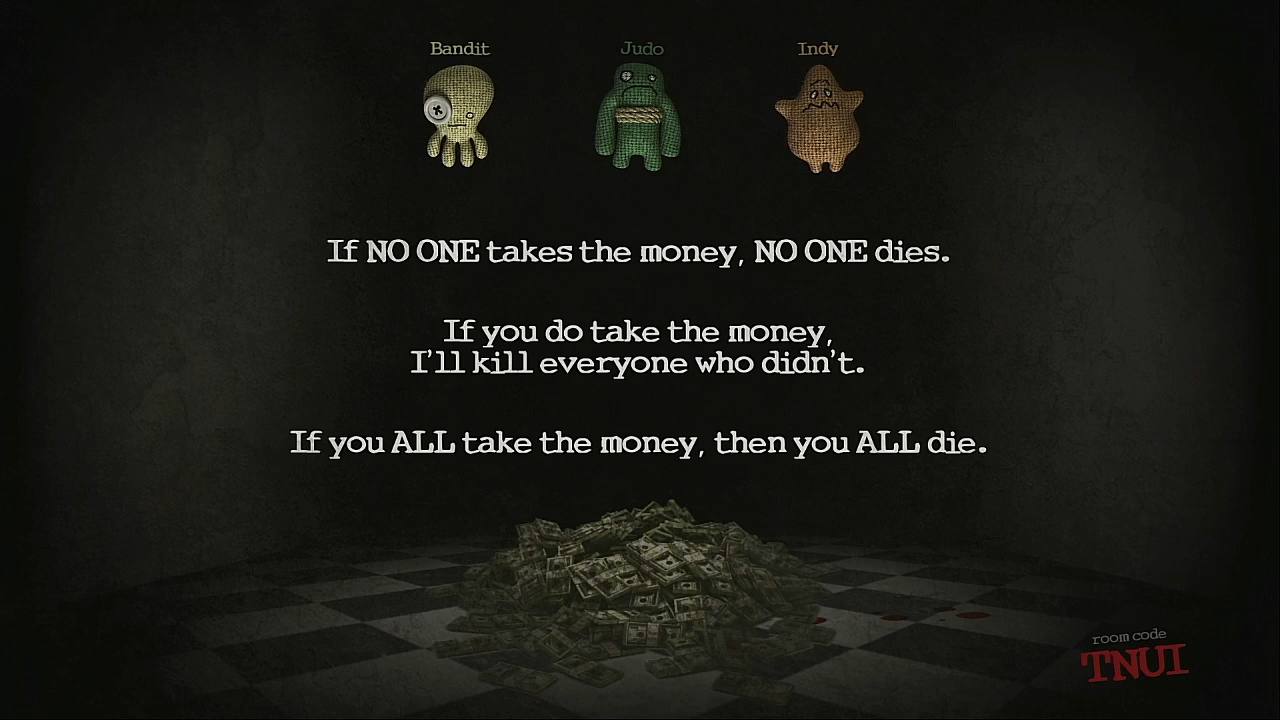 Bandit
Judo
Indy
If NO ONE takes the money, NO ONE dies.
If you do take the money,
I'll kill everyone who didn't.
If you ALL take the money, then you ALL die.
room code
TNUI